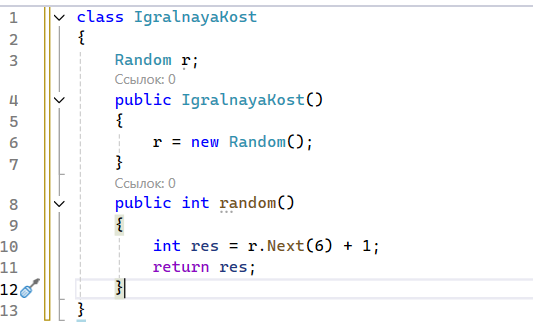 1 class IgralnayaKost
2 {
3 Random r;
Ссылок: 0
4 public IgralnayaKost()
5 {
6 r = new Random();
7 }
Ссылок: 0
8 public int random()
9 {
10 int res = r.Next(6) + 1;
11 return res;
12 }
13 }